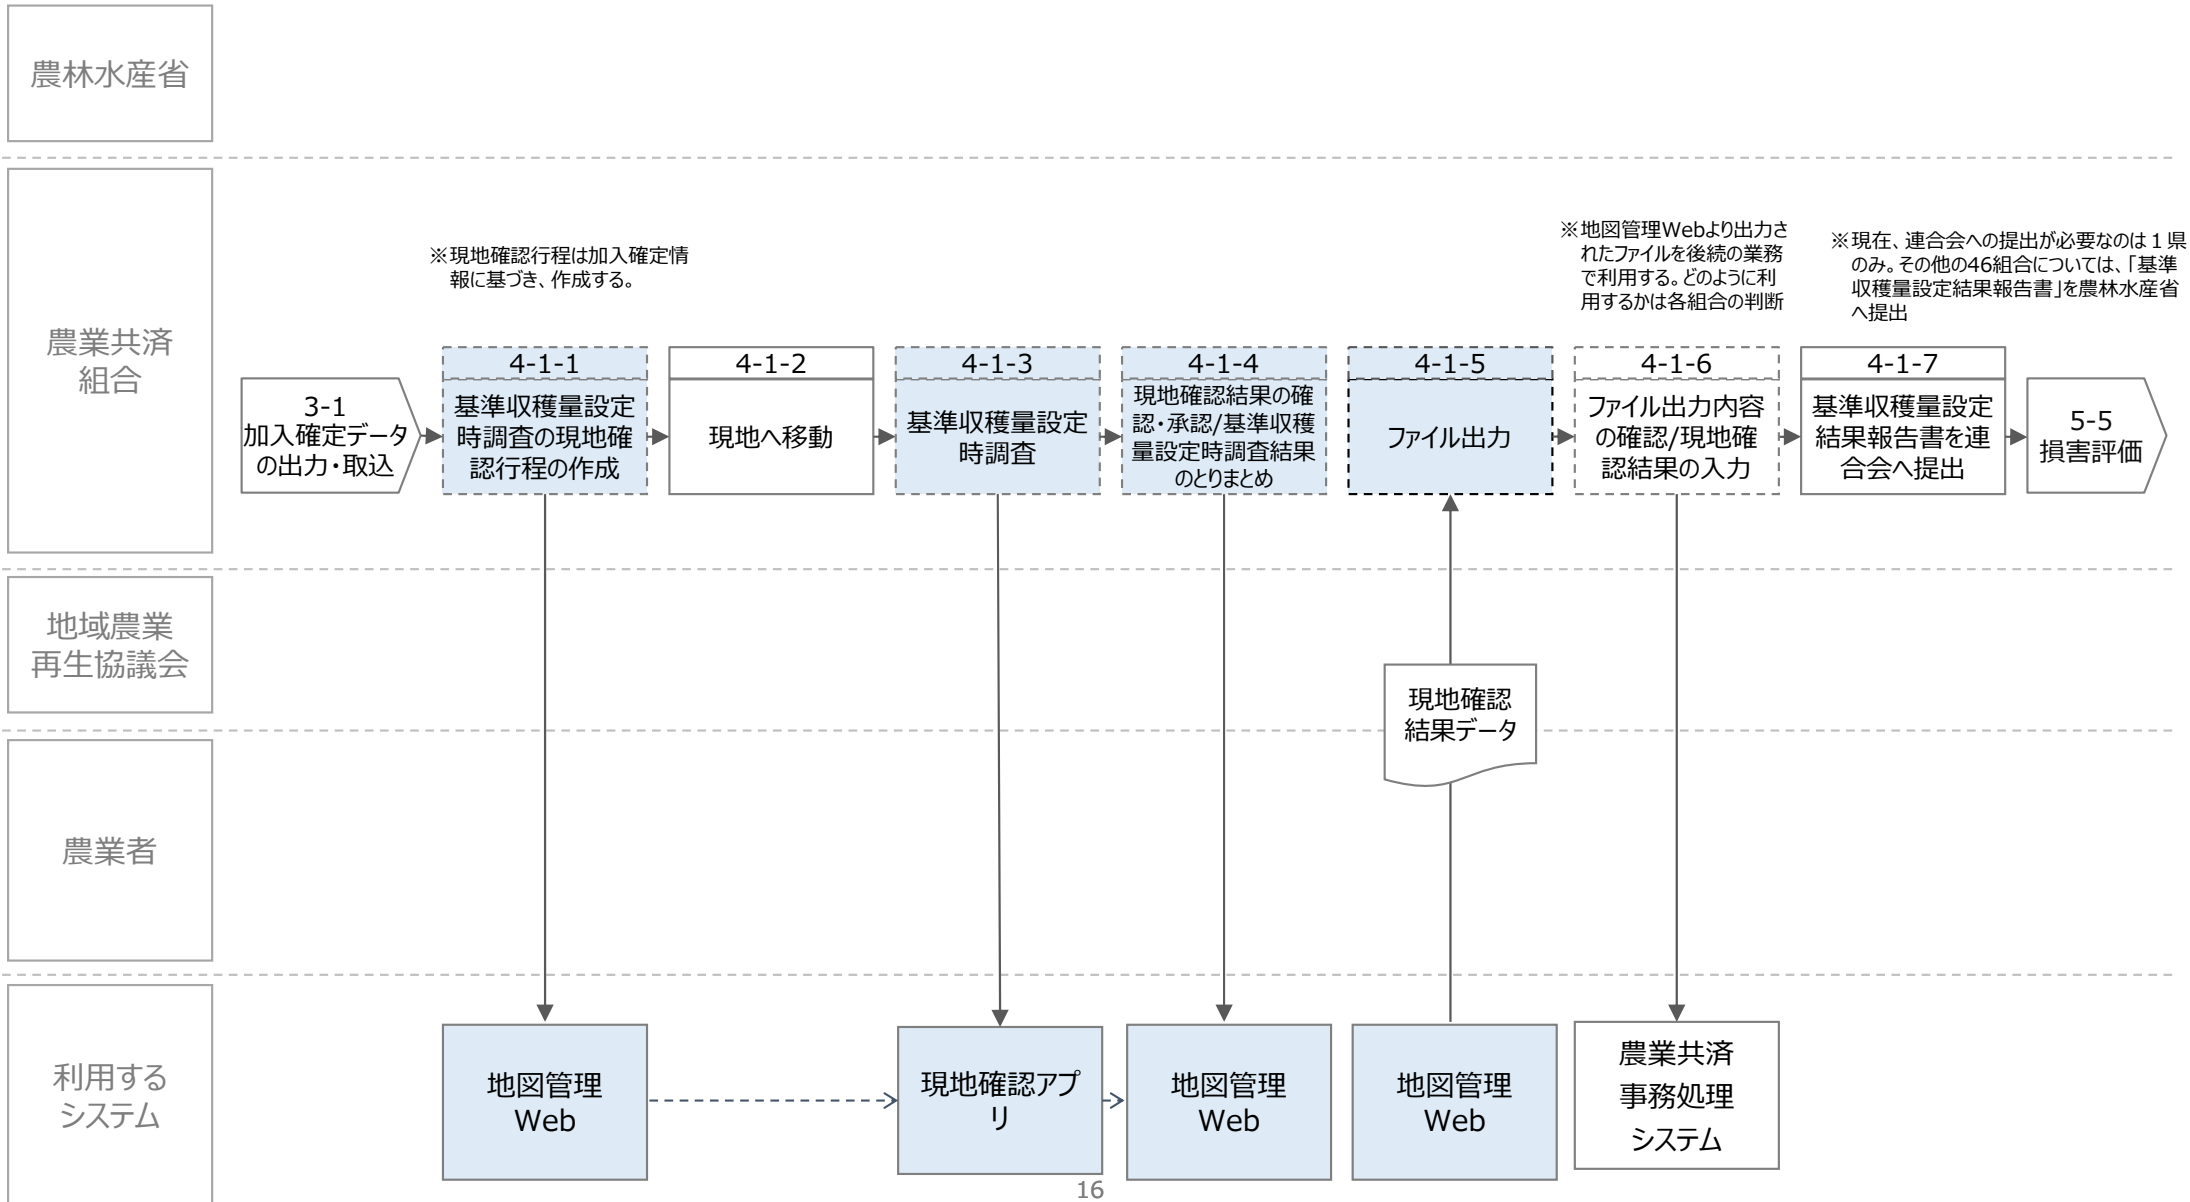 農林水産省
農業共済
組合
※現地確認行程は加入確定情
報に基づき、作成する。
※地図管理Webより出力さ
れたファイルを後続の業務
で利用する。どのように利
用するかは各組合の判断
※現在、連合会への提出が必要なのは1県
のみ。その他の46組合については、「基準
収穫量設定結果報告書」を農林水産省
へ提出
3-1
加入確定データ
の出力・取込
4-1-1
基準収穫量設定
時調査の現地確
認行程の作成
4-1-2
現地へ移動
4-1-3
基準収穫量設定
時調査
4-1-4
現地確認結果の確
認・承認/基準収穫
量設定時調査結果
のとりまとめ
4-1-5
ファイル出力
4-1-6
ファイル出力内容
の確認/現地確
認結果の入力
4-1-7
基準収穫量設定
結果報告書を連
合会へ提出
5-5
損害評価
地域農業
再生協議会
現地確認
結果データ
農業者
利用する
システム
地図管理
Web
現地確認アプ
リ
地図管理
Web
地図管理
Web
農業共済
事務処理
システム
16